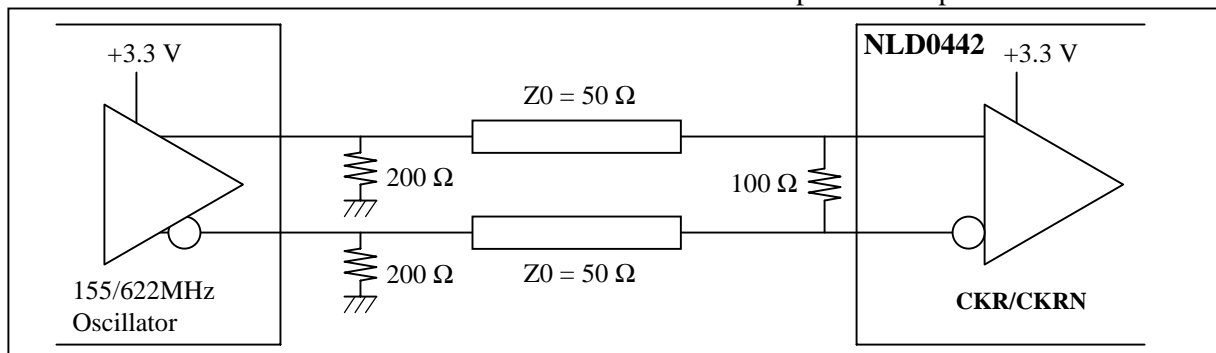 NLD0442
+3.3 V
+3.3 V
Z0 = 50 Ω
200 Ω
100 Ω
200 Ω
Z0 = 50 Ω
155/622MHz
Oscillator
CKR/CKRN